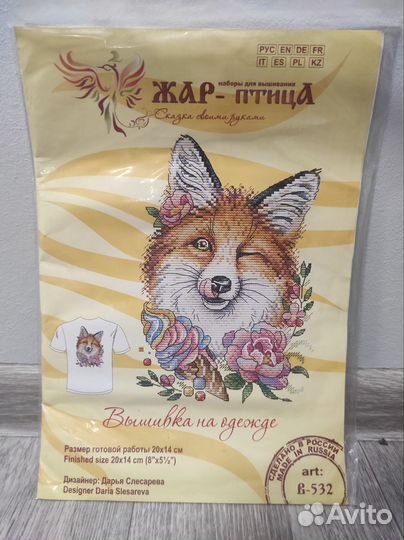 РУС EN DE FR
IT ES PL KZ
наборы для вышивания
ЖАР-ПТИЦА
Сказка своими руками
Вышивка на одежде
Размер готовой работы 20х14 см
Finished size 20x14 cm (8"x5½")
Дизайнер: Дарья Слесарева
Designer Daria Slesareva
СДЕЛАНО В РОССИИ
MADE IN RUSSIA
art:
В-532
Avito